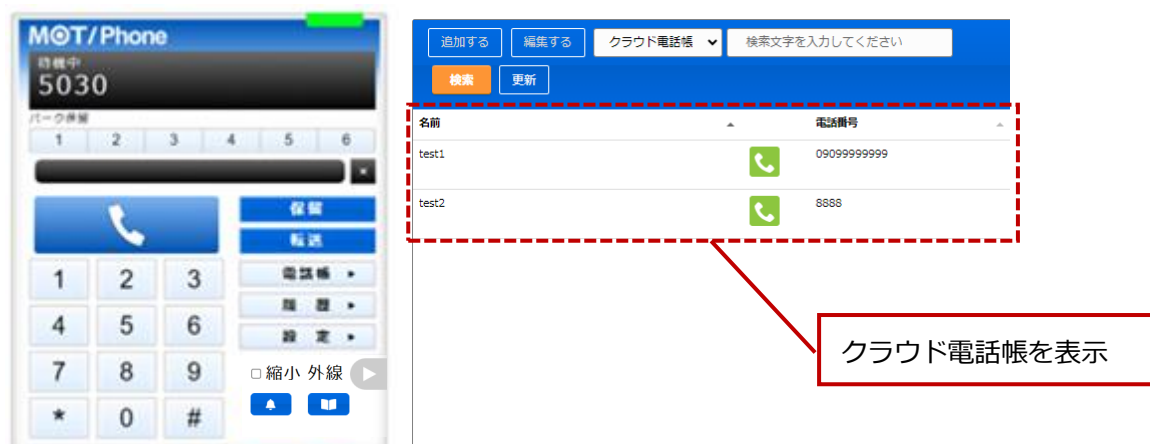 MOT/Phone
待機中
5030
パーク保留
1 2 3 4 5 6
×
保留
転送
1 2 3
電話帳
4 5 6
履歴
設定
7 8 9
縮小 外線
* 0 #
追加する 編集する クラウド電話帳 検索文字を入力してください
検索 更新
名前 電話番号
test1 09099999999
test2 8888
クラウド電話帳を表示